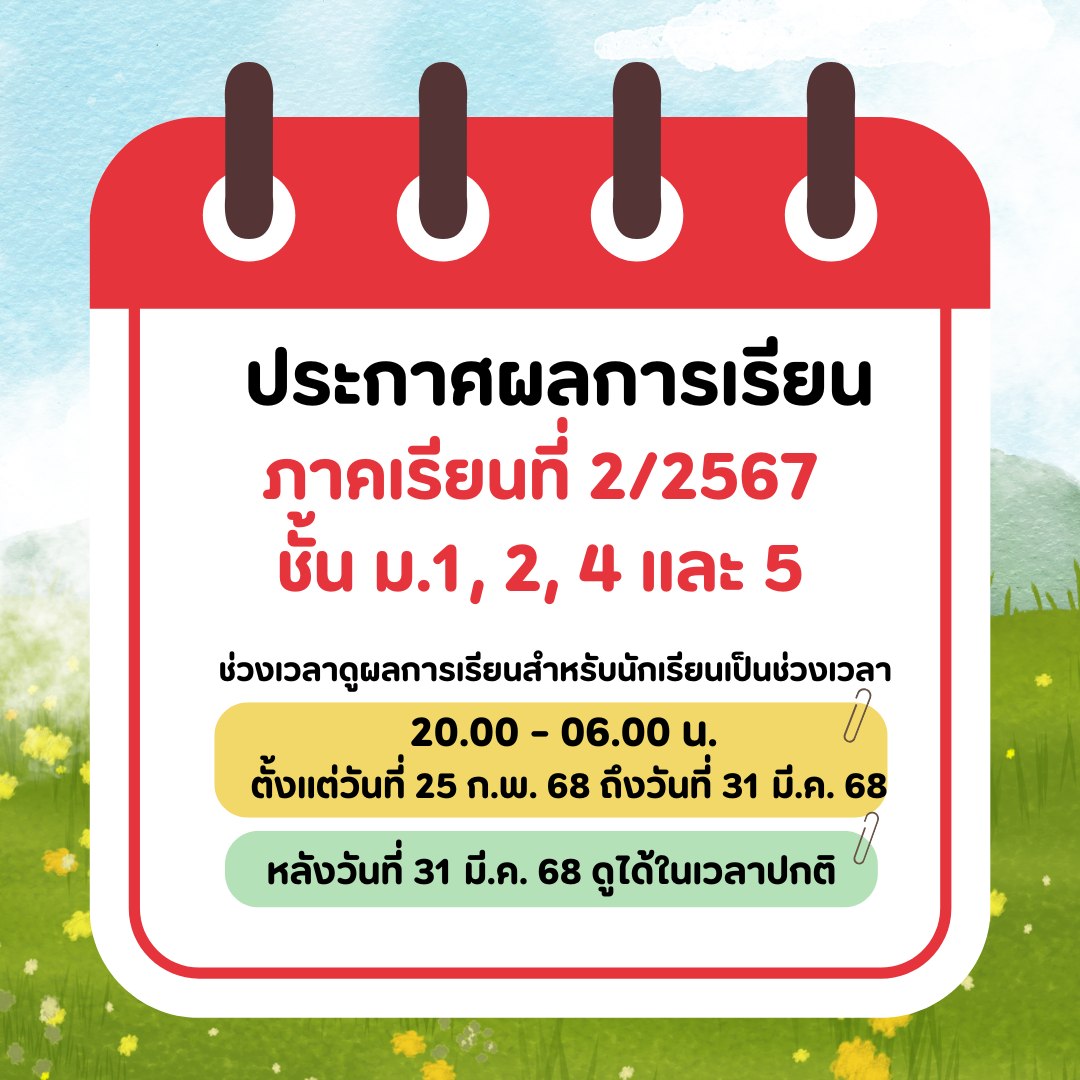 ประกาศผลการเรียน
ภาคเรียนที่ 2/2567
ชั้น ม.1, 2, 4 และ 5
ช่วงเวลาดูผลการเรียนสำหรับนักเรียนเป็นช่วงเวลา
20.00 - 06.00 น.
ตั้งแต่วันที่ 25 ก.พ. 68 ถึงวันที่ 31 มี.ค. 68
หลังวันที่ 31 มี.ค. 68 ดูได้ในเวลาปกติ